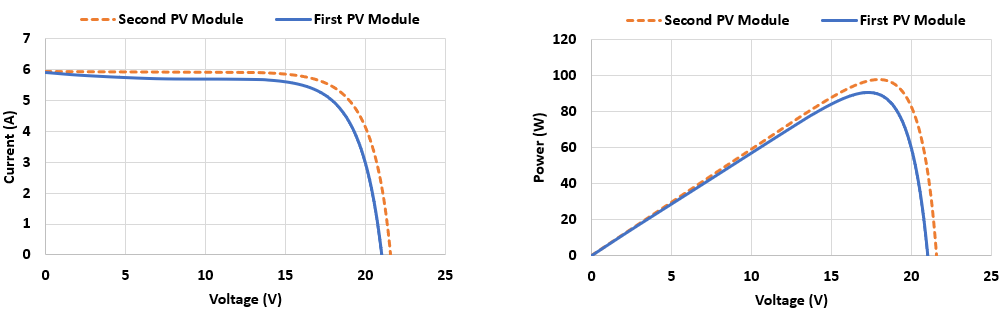 Second PV Module First PV Module
7
6
5
4
3
2
1
0
Current (A)
0 5 10 15 20 25
Voltage (V)
Second PV Module First PV Module
120
100
80
60
40
20
0
Power (W)
0 5 10 15 20 25
Voltage (V)